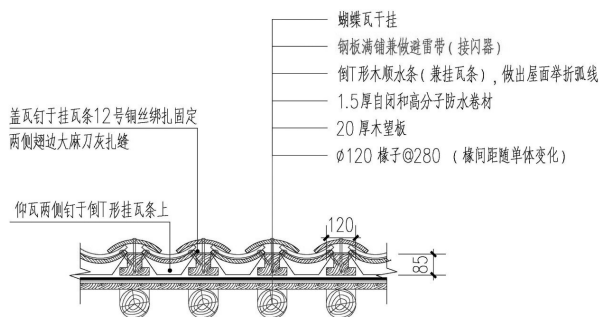 蝴蝶瓦干挂
钢板满铺兼做避雷带(接闪器)
倒T形木顺水条(兼挂瓦条),做出屋面举折弧线
1.5厚自闭和高分子防水卷材
20厚木望板
Ø120 椽子@280 (椽间距随单体变化)
盖瓦钉于挂瓦条12号铜丝绑扎固定
两侧翅边大麻刀灰扎缝
仰瓦两侧钉于倒T形挂瓦条上
120
85